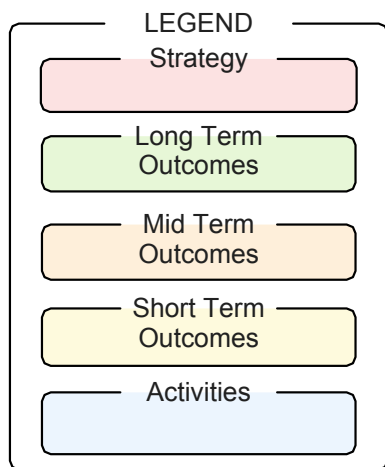 LEGEND
Strategy
Long Term
Outcomes
Mid Term
Outcomes
Short Term
Outcomes
Activities